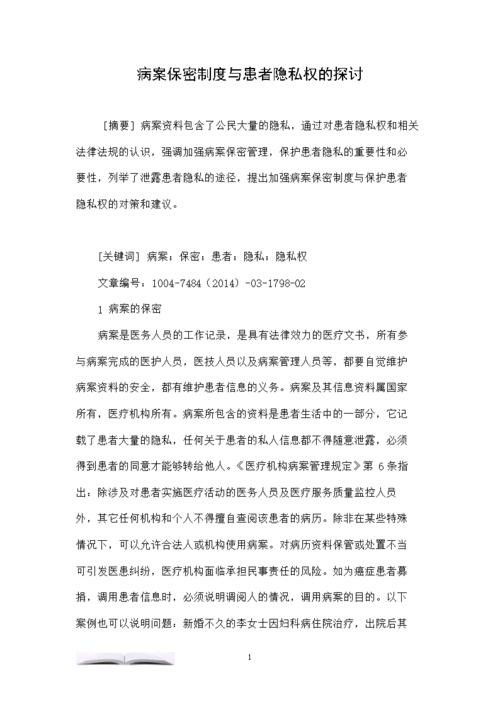 病案保密制度与患者隐私权的探讨
[摘要] 病案资料包含了公民大量的隐私，通过对患者隐私权和相关
法律法规的认识，强调加强病案保密管理，保护患者隐私的重要性和必
要性，列举了泄露患者隐私的途径，提出加强病案保密制度与保护患者
隐私权的对策和建议。
[关键词] 病案；保密；患者；隐私；隐私权
文章编号：1004-7484（2014）-03-1798-02
1 病案的保密
病案是医务人员的工作记录，是具有法律效力的医疗文书，所有参
与病案完成的医护人员，医技人员以及病案管理人员等，都要自觉维护
病案资料的安全，都有维护患者信息的义务。病案及其信息资料属国家
所有，医疗机构所有。病案所包含的资料是患者生活中的一部分，它记
载了患者大量的隐私，任何关于患者的私人信息都不得随意泄露，必须
得到患者的同意才能够转给他人。《医疗机构病案管理规定》第 6条指
出：除涉及对患者实施医疗活动的医务人员及医疗服务质量监控人员
外，其它任何机构和个人不得擅自查阅该患者的病历。除非在某些特殊
情况下，可以允许合法人或机构使用病案。对病历资料保管或处置不当
可引发医患纠纷，医疗机构面临承担民事责任的风险。如为癌症患者募
捐，调用患者信息时，必须说明调阅人的情况，调用病案的目的。以下
案例也可以说明问题：新婚不久的李女士因妇科病住院治疗，出院后其
1